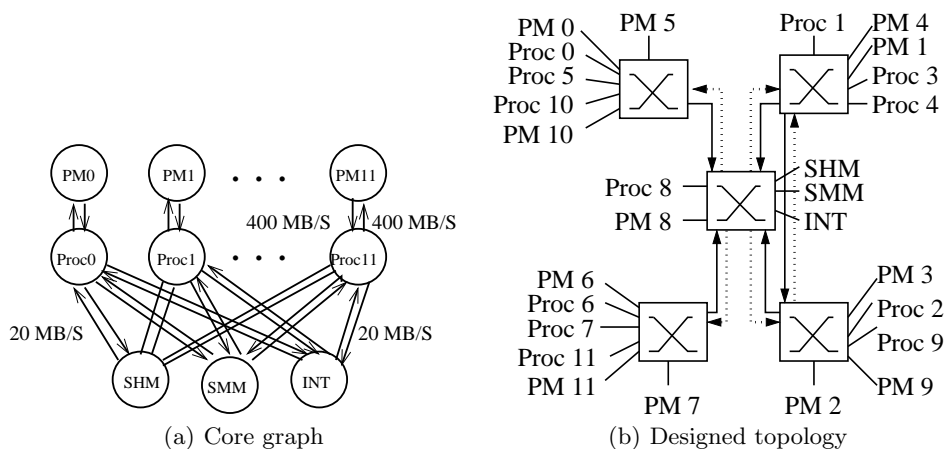 PM0
PM1
PM11
400 MB/S
400 MB/S
Proc0
Proc1
Proc11
20 MB/S
20 MB/S
SHM
SMM
INT
(a) Core graph
PM 5
PM 0
Proc 0
Proc 5
Proc 10
PM 10
Proc 1
PM 4
PM 1
Proc 3
Proc 4
Proc 8
PM 8
SHM
SMM
INT
PM 6
Proc 6
Proc 7
Proc 11
PM 11
PM 7
PM 3
Proc 2
Proc 9
PM 9
PM 2
(b) Designed topology